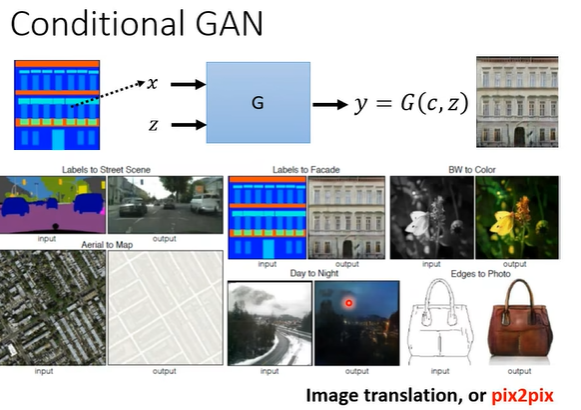 Conditional GAN
x
z
G
y = G(c, z)
Labels to Street Scene
input
output
Labels to Facade
input
output
BW to Color
input
output
Aerial to Map
input
output
Day to Night
input
output
Edges to Photo
input
output
Image translation, or pix2pix